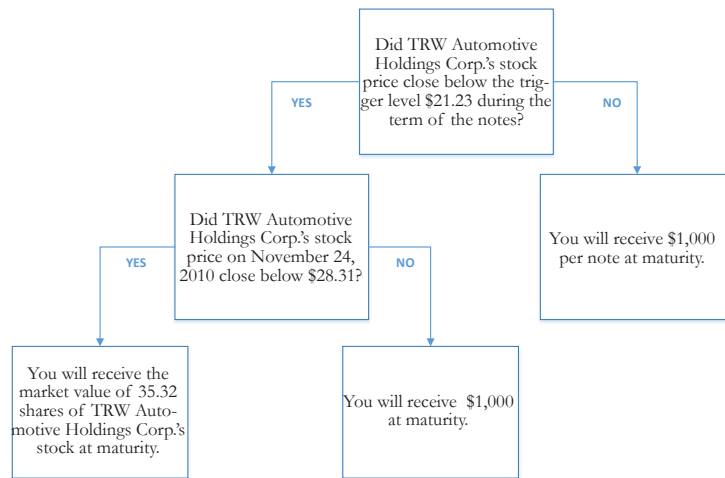 Did TRW Automotive
Holdings Corp.'s stock
price close below the trig-
ger level $21.23 during the
term of the notes?
YES
NO
Did TRW Automotive
Holdings Corp.'s stock
price on November 24,
2010 close below $28.31?
You will receive $1,000
per note at maturity.
YES
NO
You will receive the
market value of 35.32
shares of TRW Auto-
motive Holdings Corp.'s
stock at maturity.
You will receive $1,000
at maturity.